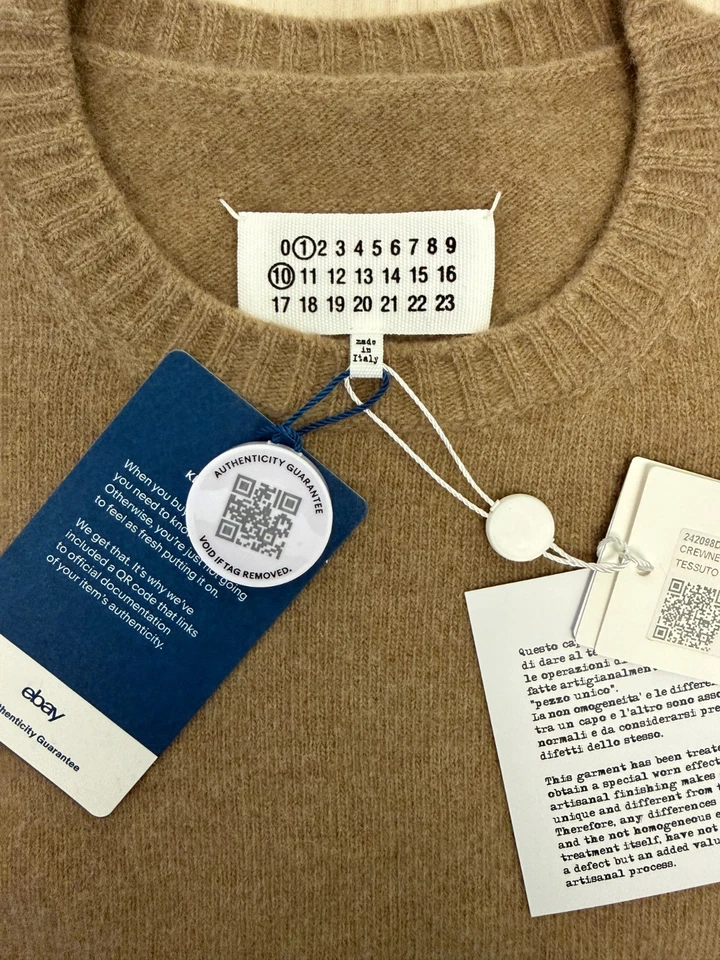 0 1 2 3 4 5 6 7 8 9
10 11 12 13 14 15 16
17 18 19 20 21 22 23
made
in
Italy
AUTHENTICITY GUARANTEE
VOID IF TAG REMOVED.
When you bu
you need to kno
Otherwise, you're just not going
to feel as fresh putting it on.
We get that. It's why we've
included a QR code that links
to official documentation
of your item's authenticity.
ebay
Authenticity Guarantee
242098D
CREWNE
TESSUTO
Questo ca
di dare al te
le operazioni di
fatte artigianalmen
"pezzo unico".
La non omogeneita' e le differe
tra un capo e l'altro sono asso
normali e da considerarsi pre
difetti dello stesso.
This garment has been treate
obtain a special worn effect
artisanal finishing makes
unique and different from t
Therefore, any differences
and the not homogeneous e
treatment itself, have not
a defect but an added valu
artisanal process.